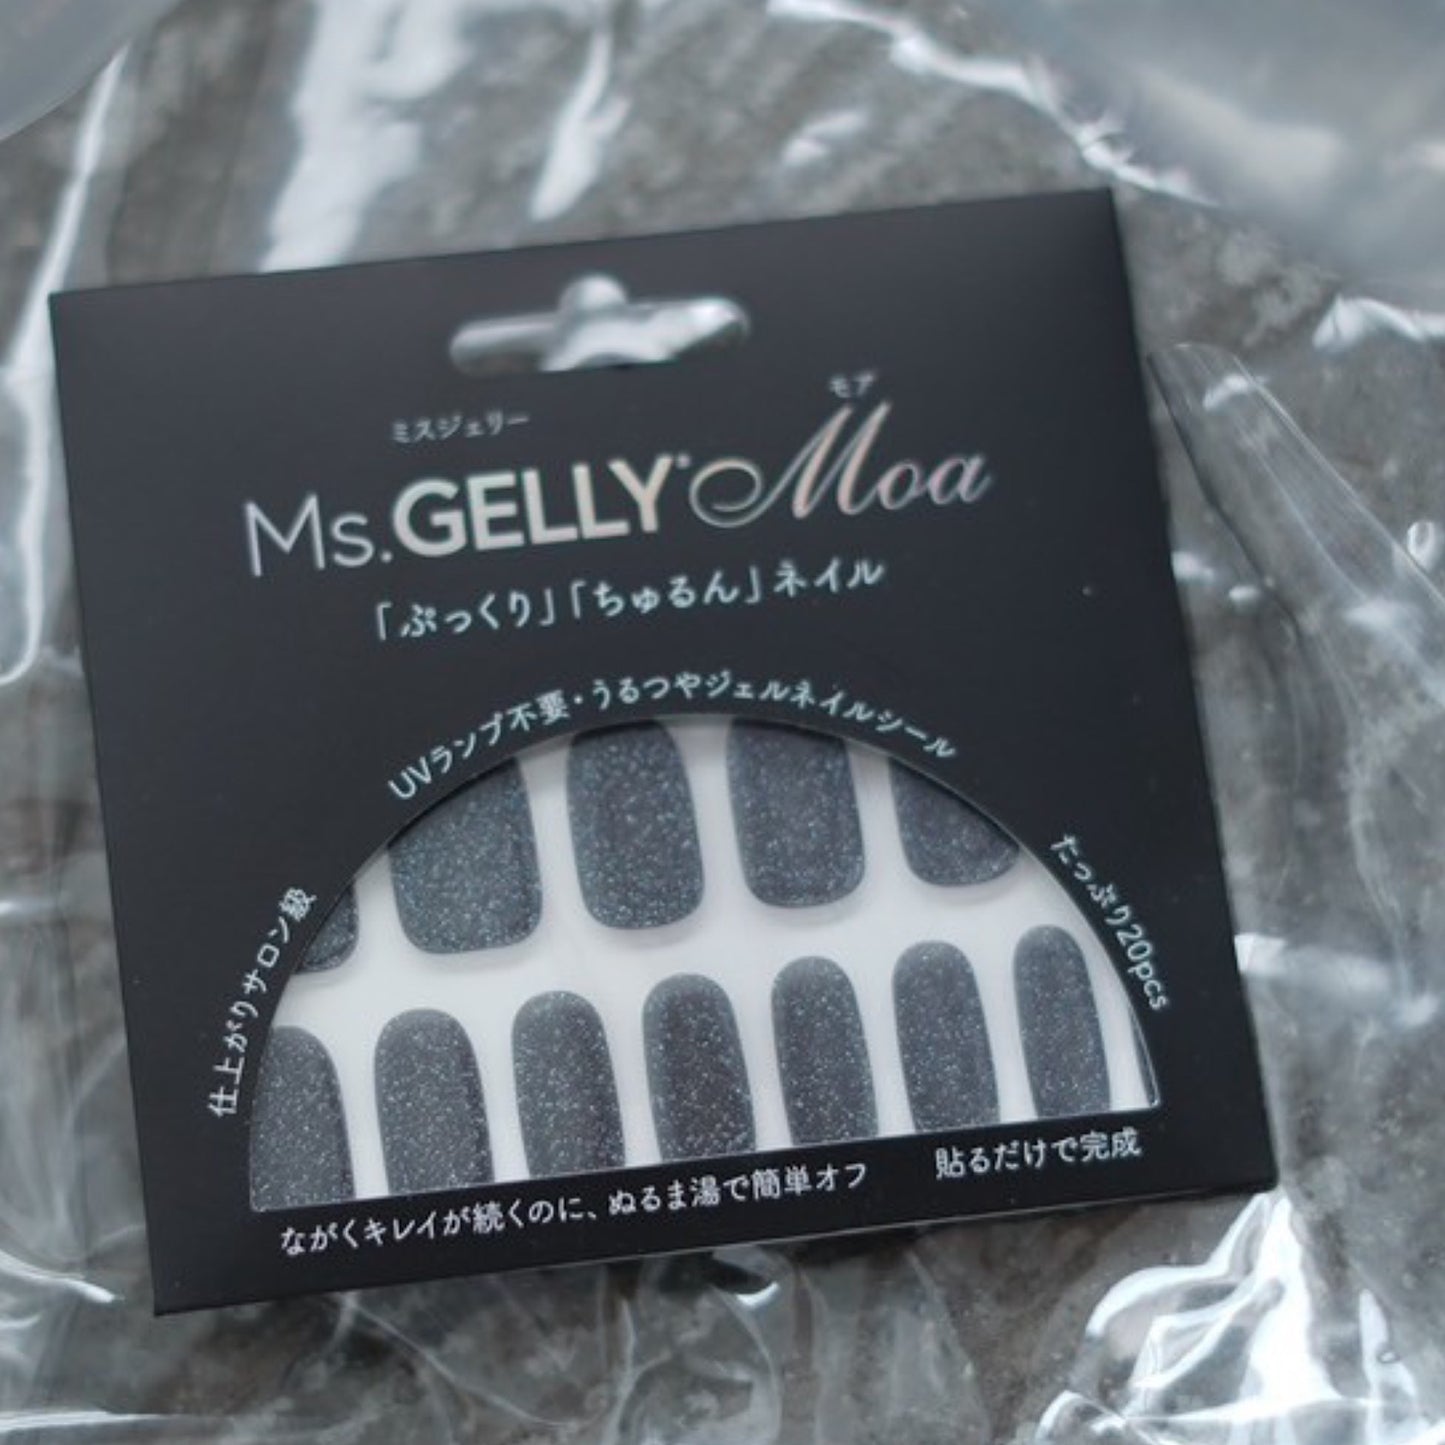 ミスジェリー モア
Ms.GELLY Moa
「ぷっくり」「ちゅるん」ネイル
UVランプ不要・うるつやジェルネイルシール
仕上がりサロン級
たっぷり20pcs
ながくキレイが続くのに、ぬるま湯で簡単オフ
貼るだけで完成